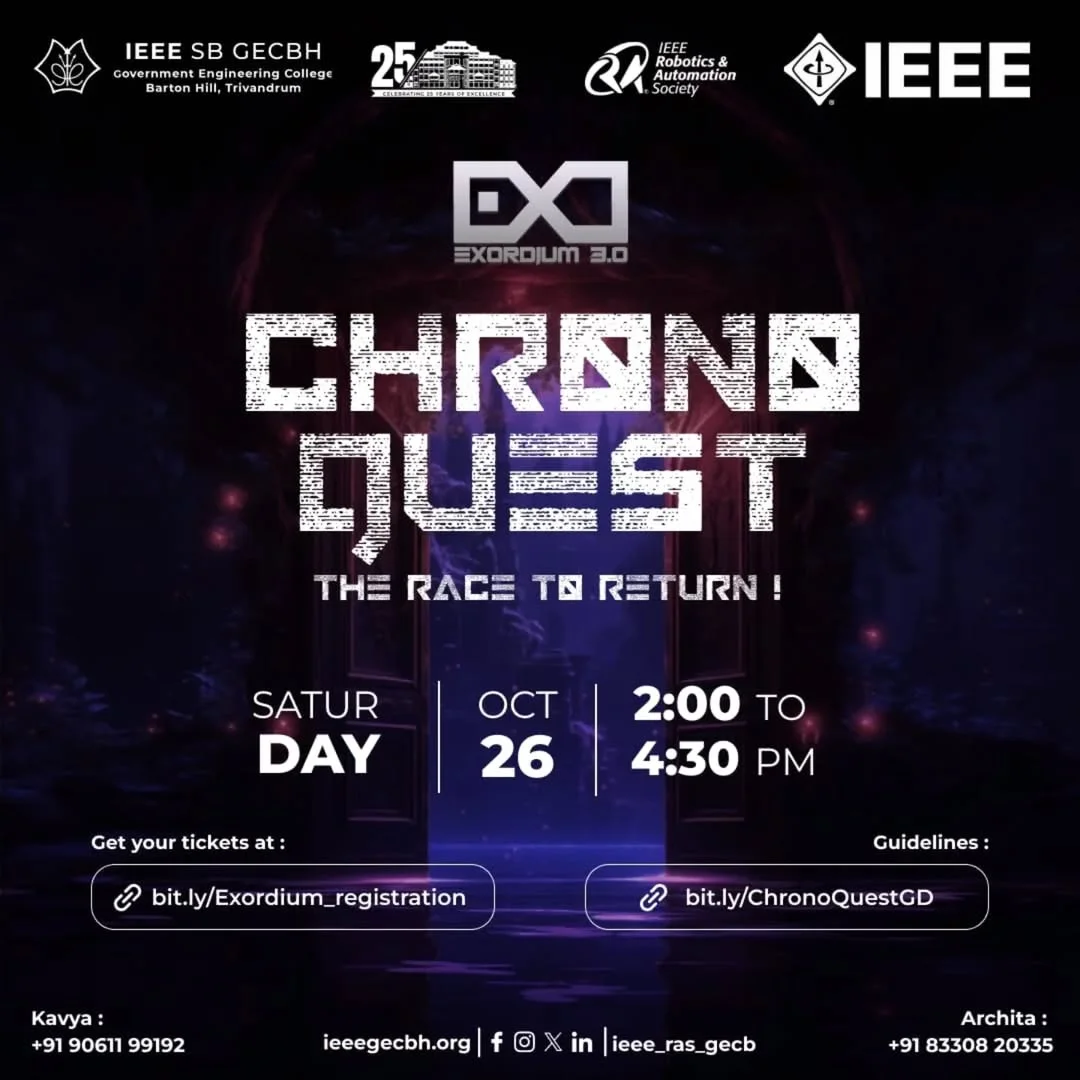 IEEE SB GECBH
Government Engineering College
Barton Hill, Trivandrum
25
CELEBRATING 25 YEARS OF EXCELLENCE
IEEE
Robotics &
Automation
Society
IEEE
EXORDIUM 3.0
CHRONO
QUEST
THE RACE TO RETURN !
SATUR
DAY
OCT
26
2:00 TO
4:30 PM
Get your tickets at :
bit.ly/Exordium_registration
Guidelines :
bit.ly/ChronoQuestGD
Kavya :
+91 90611 99192
ieeegecbh.org
ieee_ras_gecb
Archita :
+91 83308 20335